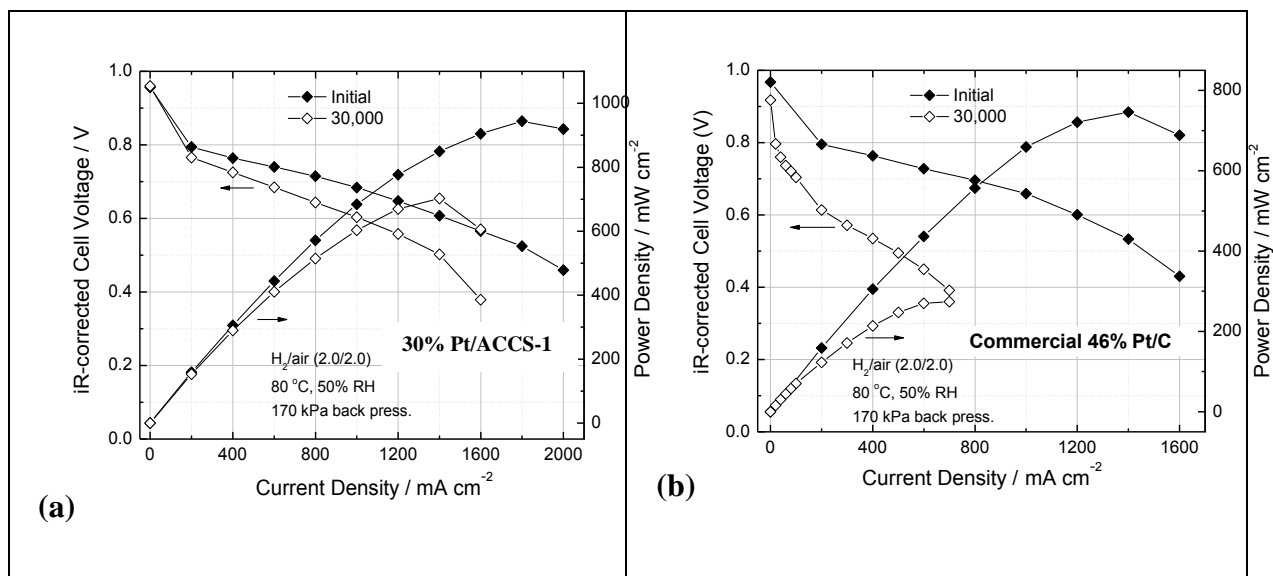 1.0
0.8
0.6
0.4
0.2
0.0
iR-corrected Cell Voltage / V
Initial
30,000
1000
800
600
400
200
0
Power Density / mW cm⁻²
30% Pt/ACCS-1
H₂/air (2.0/2.0)
80 °C, 50% RH
170 kPa back press.
0 400 800 1200 1600 2000
Current Density / mA cm⁻²
(a)
1.0
0.8
0.6
0.4
0.2
0.0
iR-corrected Cell Voltage (V)
Initial
30,000
800
600
400
200
0
Power Density / mW cm⁻²
Commercial 46% Pt/C
H₂/air (2.0/2.0)
80 °C, 50% RH
170 kPa back press.
0 400 800 1200 1600
Current Density / mA cm⁻²
(b)